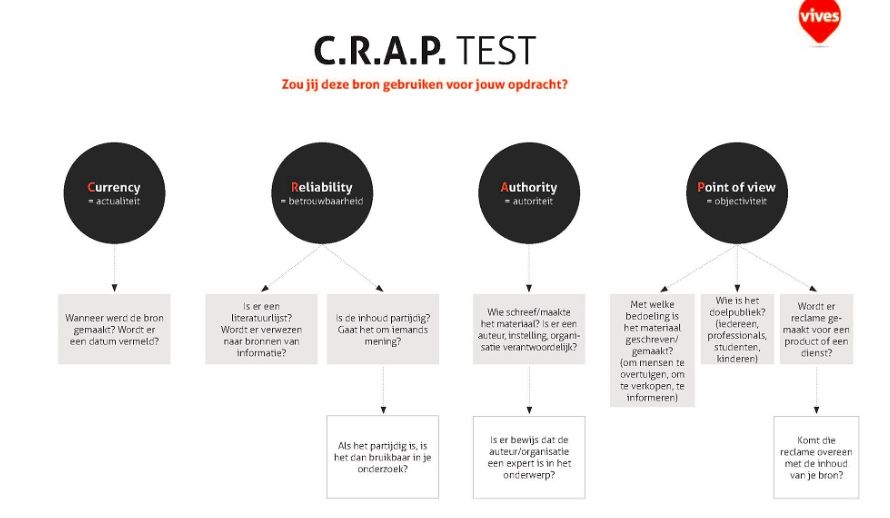 vives
C.R.A.P. TEST
Zou jij deze bron gebruiken voor jouw opdracht?
Currency
= actualiteit
Reliability
= betrouwbaarheid
Authority
= autoriteit
Point of view
= objectiviteit
Wanneer werd de bron
gemaakt? Wordt er
een datum vermeld?
Is er een
literatuurlijst?
Wordt er verwezen
naar bronnen van
informatie?
Is de inhoud partijdig?
Gaat het om iemands
mening?
Wie schreef/maakte
het materiaal? Is er een
auteur, instelling, organi-
satie verantwoordelijk?
Met welke
bedoeling is
het materiaal
geschreven/
gemaakt?
(om mensen te
overtuigen, om
te verkopen, te
informeren)
Wie is het
doelpubliek?
(iedereen,
professionals,
studenten,
kinderen)
Wordt er
reclame ge-
maakt voor een
product of een
dienst?
Als het partijdig is, is
het dan bruikbaar in je
onderzoek?
Is er bewijs dat de
auteur/organisatie
een expert is in het
onderwerp?
Komt die
reclame overeen
met de inhoud
van je bron?